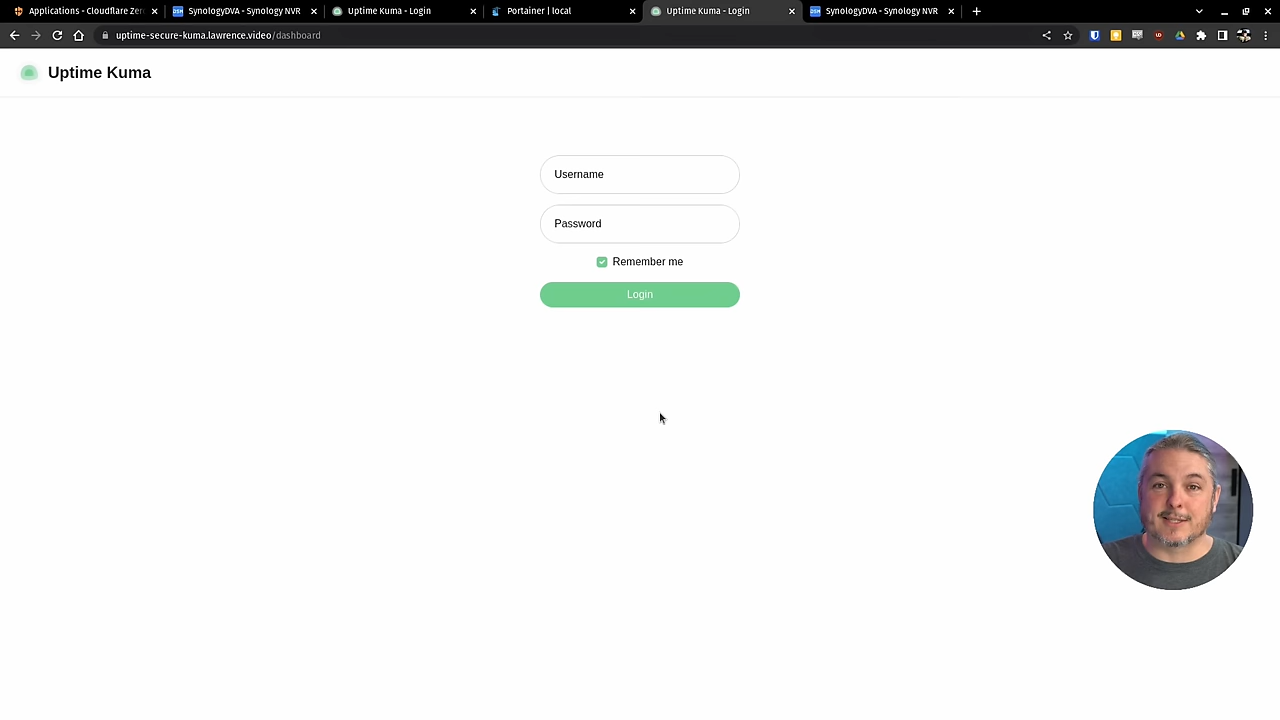 Applications - Cloudflare Zer
SynologyDVA - Synology NVR
Uptime Kuma - Login
Portainer | local
Uptime Kuma - Login
SynologyDVA - Synology NVR
uptime-secure-kuma.lawrence.video/dashboard
Uptime Kuma
Username
Password
Remember me
Login